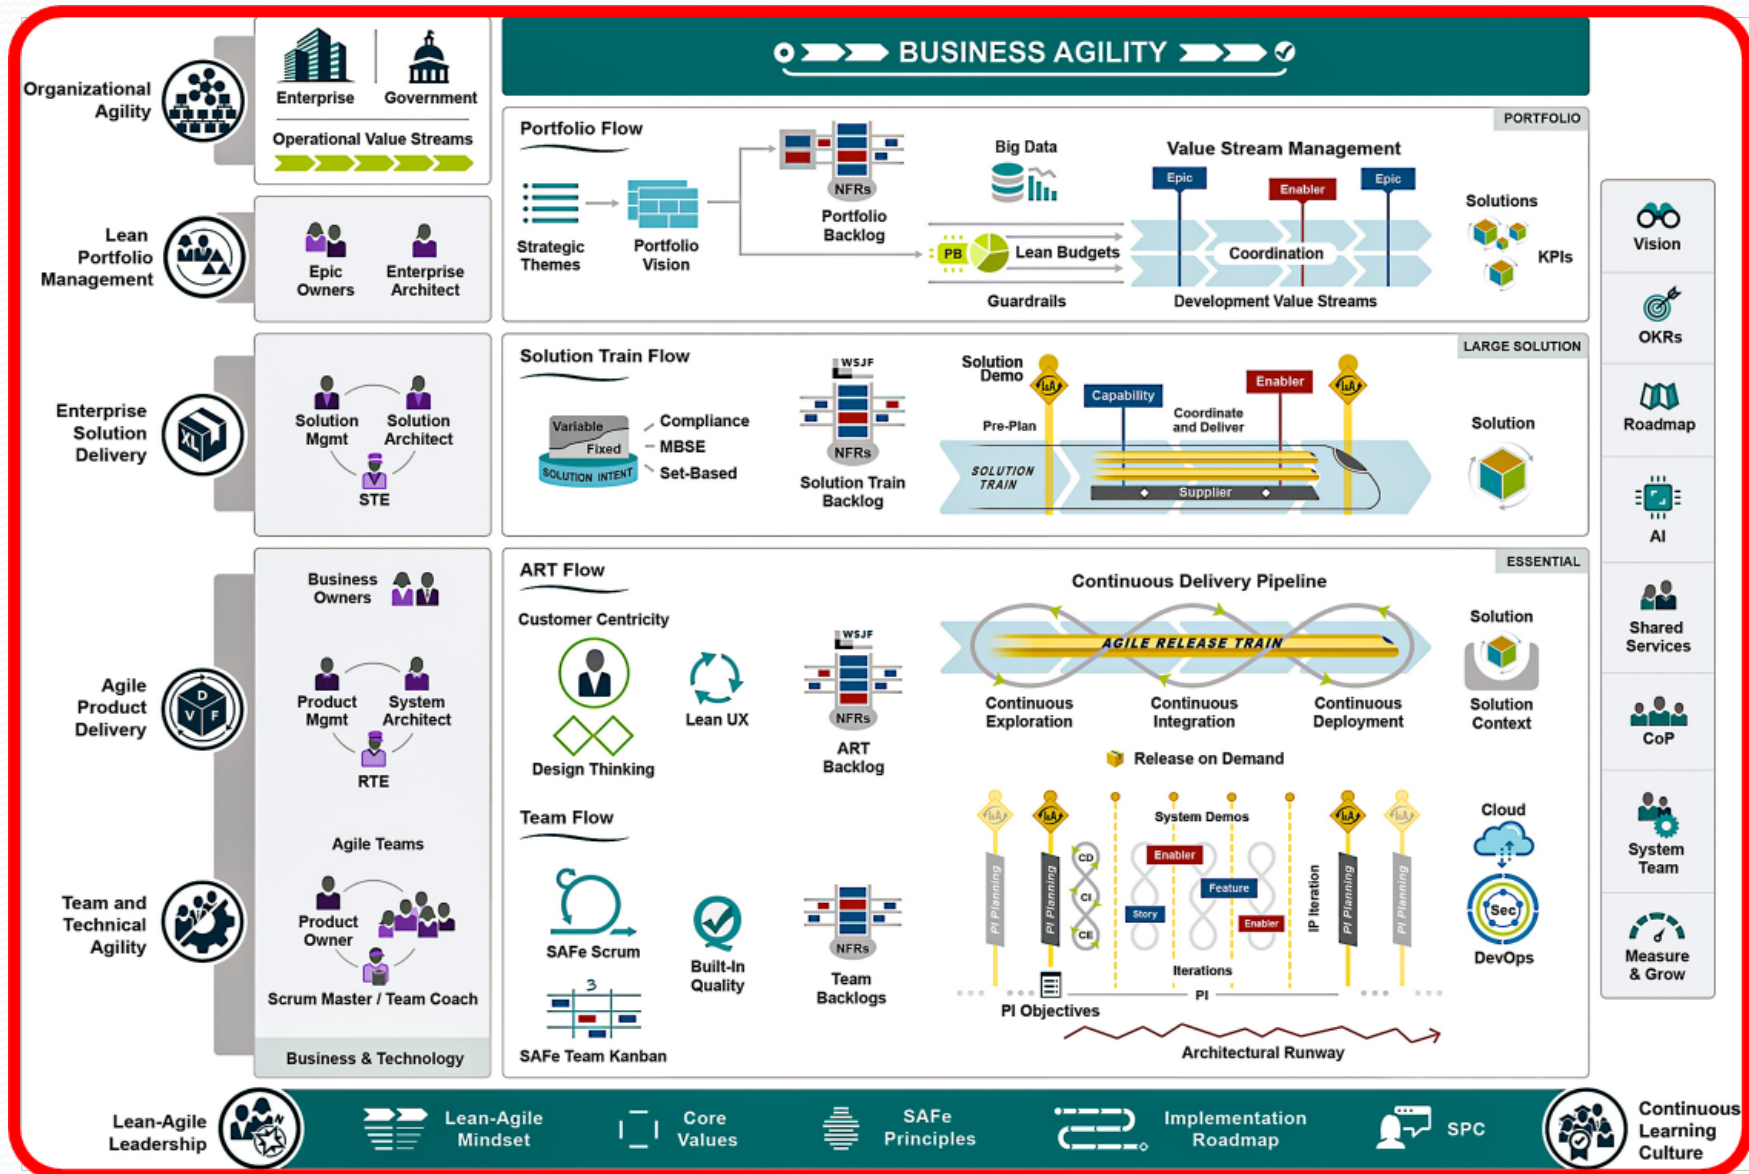 BUSINESS AGILITY
Organizational
Agility
Enterprise
Government
Operational Value Streams
Lean
Portfolio
Management
Epic
Owners
Enterprise
Architect
PORTFOLIO
Portfolio Flow
Strategic
Themes
Portfolio
Vision
NFRs
Portfolio
Backlog
Big Data
PB
Lean Budgets
Guardrails
Value Stream Management
Epic
Enabler
Epic
Coordination
Development Value Streams
Solutions
KPIs
Enterprise
Solution
Delivery
XL
Solution
Mgmt
Solution
Architect
STE
LARGE SOLUTION
Solution Train Flow
Variable
Fixed
SOLUTION INTENT
Compliance
MBSE
Set-Based
WSJF
NFRs
Solution Train
Backlog
Solution
Demo
I&A
Pre-Plan
Capability
Coordinate
and Deliver
Enabler
I&A
SOLUTION
TRAIN
Supplier
Solution
Agile
Product
Delivery
D
V
F
Business
Owners
Product
Mgmt
System
Architect
RTE
ESSENTIAL
ART Flow
Customer Centricity
Design Thinking
Lean UX
WSJF
NFRs
ART
Backlog
Continuous Delivery Pipeline
AGILE RELEASE TRAIN
Continuous
Exploration
Continuous
Integration
Continuous
Deployment
Release on Demand
Solution
Solution
Context
Team and
Technical
Agility
Agile Teams
Product
Owner
Scrum Master / Team Coach
Business & Technology
Team Flow
SAFe Scrum
3
SAFe Team Kanban
Built-In
Quality
NFRs
Team
Backlogs
I&A
I&A
System Demos
I&A
I&A
PI Planning
PI Planning
CD
CI
CE
Enabler
Feature
Story
Enabler
IP Iteration
PI Planning
PI Planning
Iterations
PI
PI Objectives
Architectural Runway
Cloud
Sec
DevOps
Vision
OKRs
Roadmap
AI
Shared
Services
CoP
System
Team
Measure
& Grow
Lean-Agile
Leadership
Lean-Agile
Mindset
Core
Values
SAFe
Principles
Implementation
Roadmap
SPC
Continuous
Learning
Culture